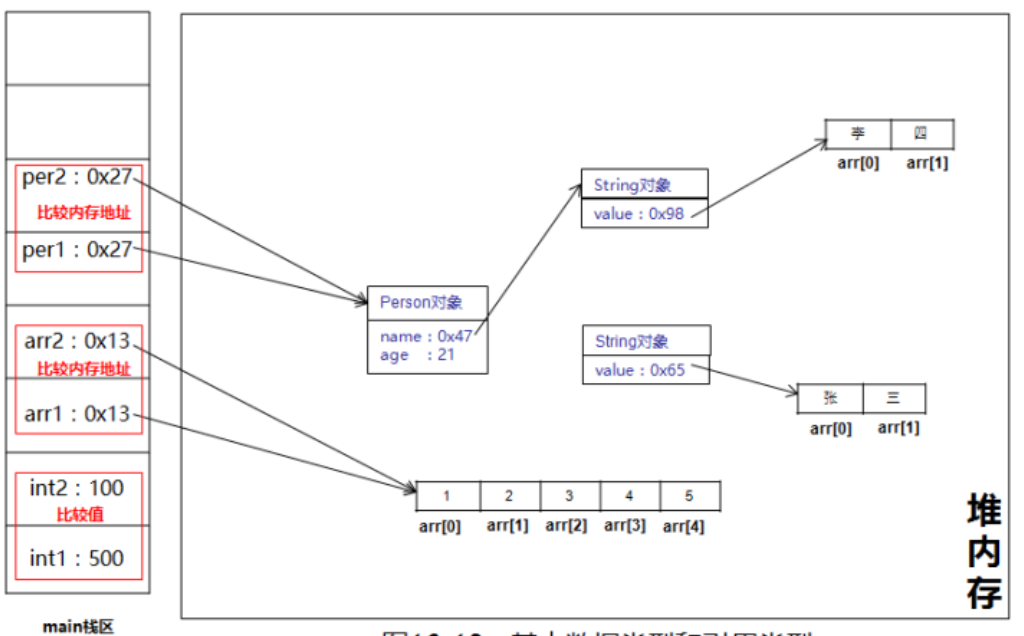 per2：0x27
比较内存地址
per1：0x27
arr2：0x13
比较内存地址
arr1：0x13
int2：100
比较值
int1：500
main栈区
李 四
arr[0] arr[1]
String对象
value：0x98
Person对象
name：0x47
age ：21
String对象
value：0x65
张 三
arr[0] arr[1]
1 2 3 4 5
arr[0] arr[1] arr[2] arr[3] arr[4]
堆内存